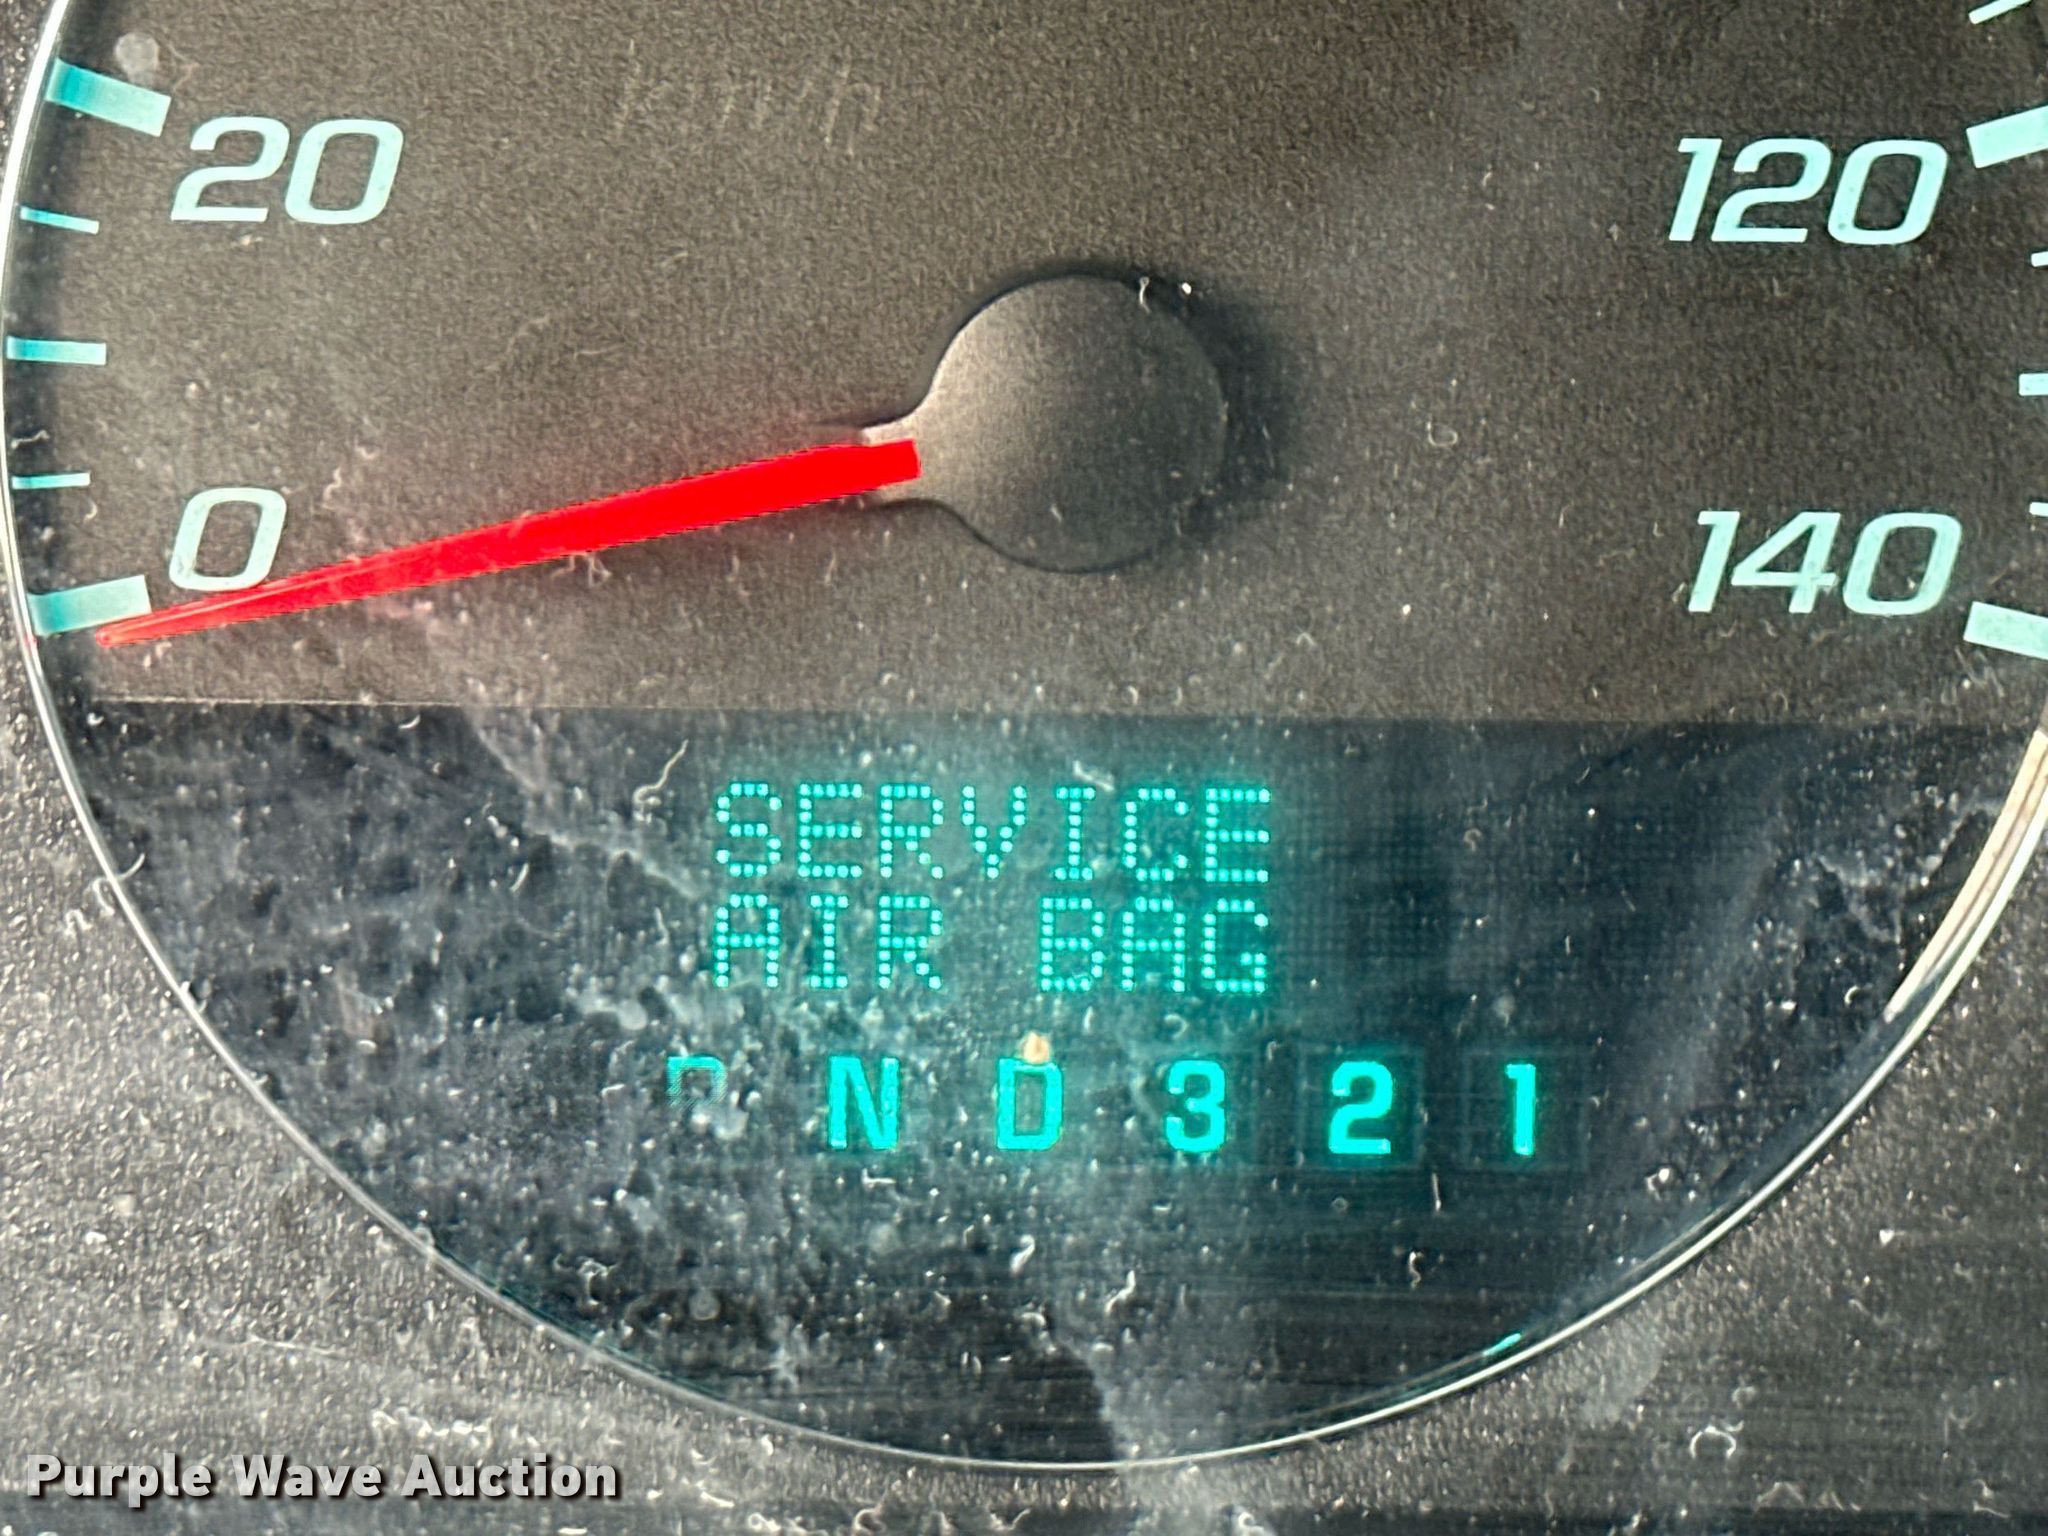 20
120
0
140
SERVICE
AIR BAG
N D 3 2 1
Purple Wave Auction